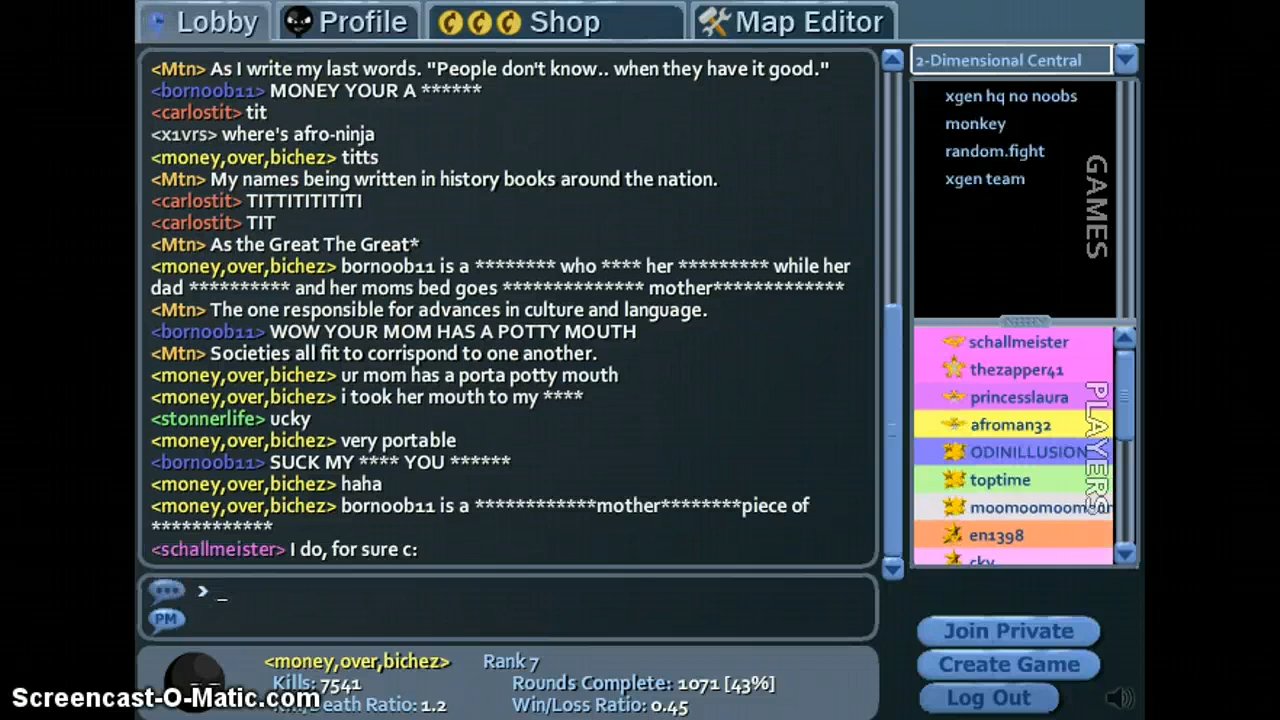 Lobby Profile Shop Map Editor
<Mtn> As I write my last words. "People don't know.. when they have it good."
<bornoob11> MONEY YOUR A ******
<carlostit> tit
<x1vrs> where's afro-ninja
<money,over,bichez> titts
<Mtn> My names being written in history books around the nation.
<carlostit> TITTITITITITI
<carlostit> TIT
<Mtn> As the Great The Great*
<money,over,bichez> bornoob11 is a ******** who **** her ********* while her
dad ********** and her moms bed goes ************** mother*************
<Mtn> The one responsible for advances in culture and language.
<bornoob11> WOW YOUR MOM HAS A POTTY MOUTH
<Mtn> Societies all fit to corrispond to one another.
<money,over,bichez> ur mom has a porta potty mouth
<money,over,bichez> i took her mouth to my ****
<stonnerlife> ucky
<money,over,bichez> very portable
<bornoob11> SUCK MY **** YOU ******
<money,over,bichez> haha
<money,over,bichez> bornoob11 is a ************mother********piece of
************
<schallmeister> I do, for sure c:
> _
PM
2-Dimensional Central
xgen hq no noobs
monkey
random.fight
xgen team
GAMES
schallmeister
thezapper41
princesslaura
afroman32
ODINILLUSION
toptime
en1398
PLAYERS
Join Private
Create Game
Log Out
<money,over,bichez> Rank 7
Kills: 7541 Rounds Complete: 1071 [43%]
Death Ratio: 1.2 Win/Loss Ratio: 0.45
Screencast-O-Matic.com